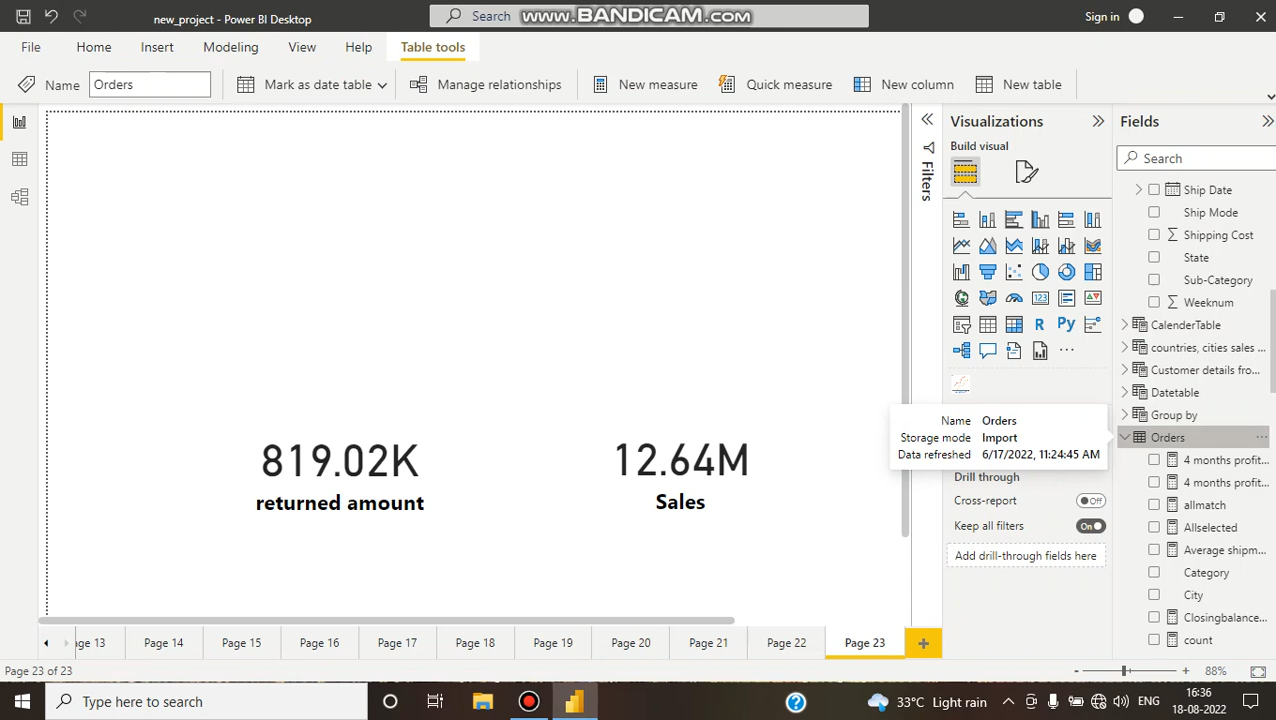 new_project - Power BI Desktop
Search
www.BANDICAM.com
Sign in
File
Home
Insert
Modeling
View
Help
Table tools
Name
Orders
Mark as date table
Manage relationships
New measure
Quick measure
New column
New table
Filters
Visualizations
Build visual
Fields
Search
Ship Date
Ship Mode
Shipping Cost
State
Sub-Category
Weeknum
CalenderTable
countries, cities sales ...
Customer details fro...
Datetable
Group by
Orders
4 months profit...
4 months profit...
allmatch
Allselected
Average shipm...
Category
City
Closingbalance...
count
123
R
Py
Name Orders
Storage mode Import
Data refreshed 6/17/2022, 11:24:45 AM
Drill through
Cross-report Off
Keep all filters On
Add drill-through fields here
819.02K
returned amount
12.64M
Sales
age 13
Page 14
Page 15
Page 16
Page 17
Page 18
Page 19
Page 20
Page 21
Page 22
Page 23
Page 23 of 23
88%
Type here to search
33°C Light rain
ENG
16:36
18-08-2022